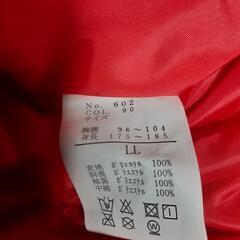 No. 602
COL. 90
サイズ
胸囲 96～104
身長 175～185
LL
表地 ポリエステル 100%
胴裏 ポリエステル 100%
袖裏 ポリエステル 100%
中綿 ポリエステル 100%